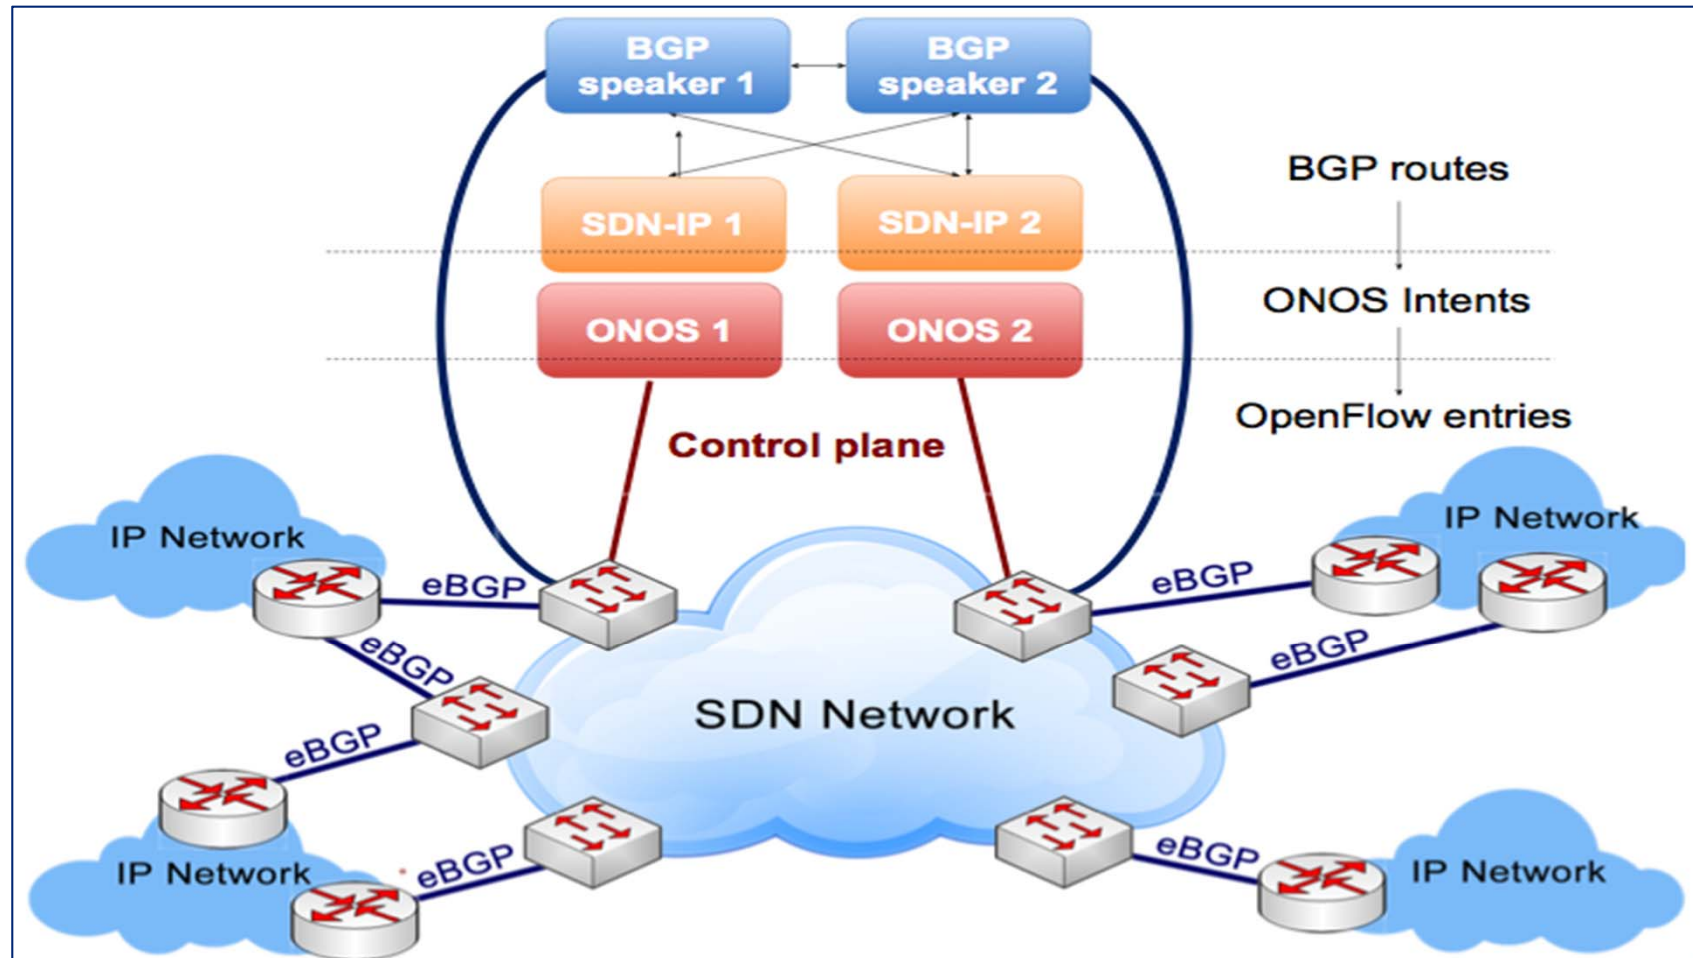 BGP
speaker 1
BGP
speaker 2
BGP routes
SDN-IP 1
SDN-IP 2
ONOS Intents
ONOS 1
ONOS 2
OpenFlow entries
Control plane
IP Network
IP Network
eBGP
eBGP
eBGP
eBGP
SDN Network
eBGP
eBGP
eBGP
IP Network
IP Network